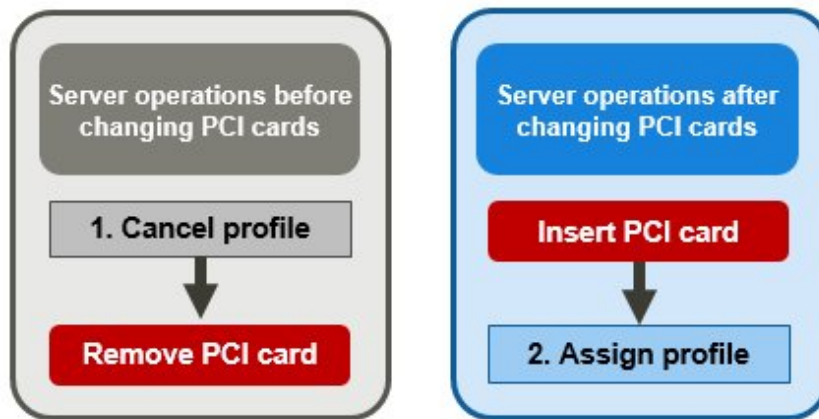 Server operations before
changing PCI cards
1. Cancel profile
Remove PCI card
Server operations after
changing PCI cards
Insert PCI card
2. Assign profile